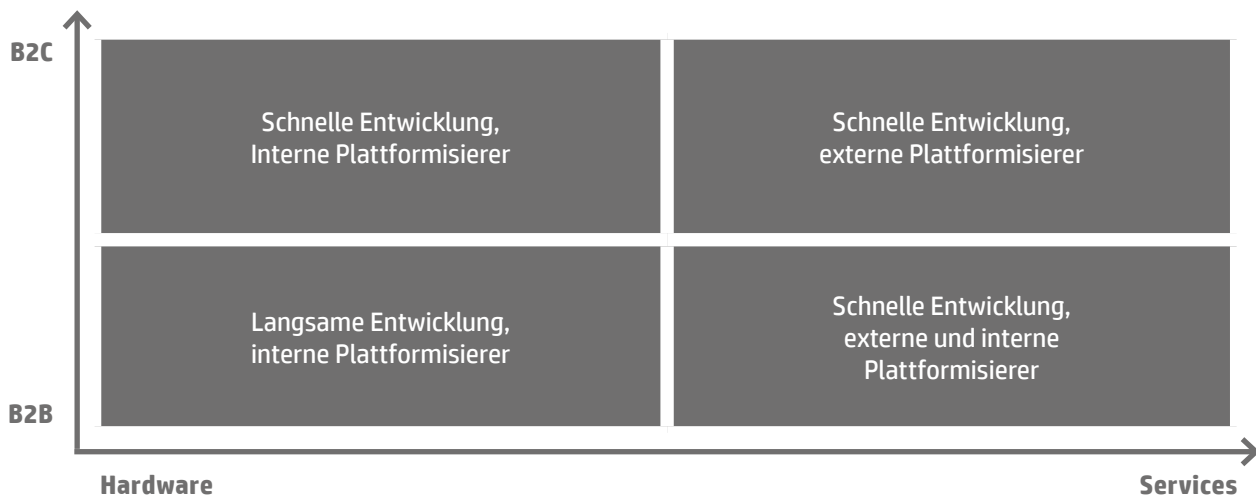 B2C
Schnelle Entwicklung,
Interne Plattformisierer
Schnelle Entwicklung,
externe Plattformisierer
Langsame Entwicklung,
interne Plattformisierer
Schnelle Entwicklung,
externe und interne
Plattformisierer
B2B
Hardware
Services